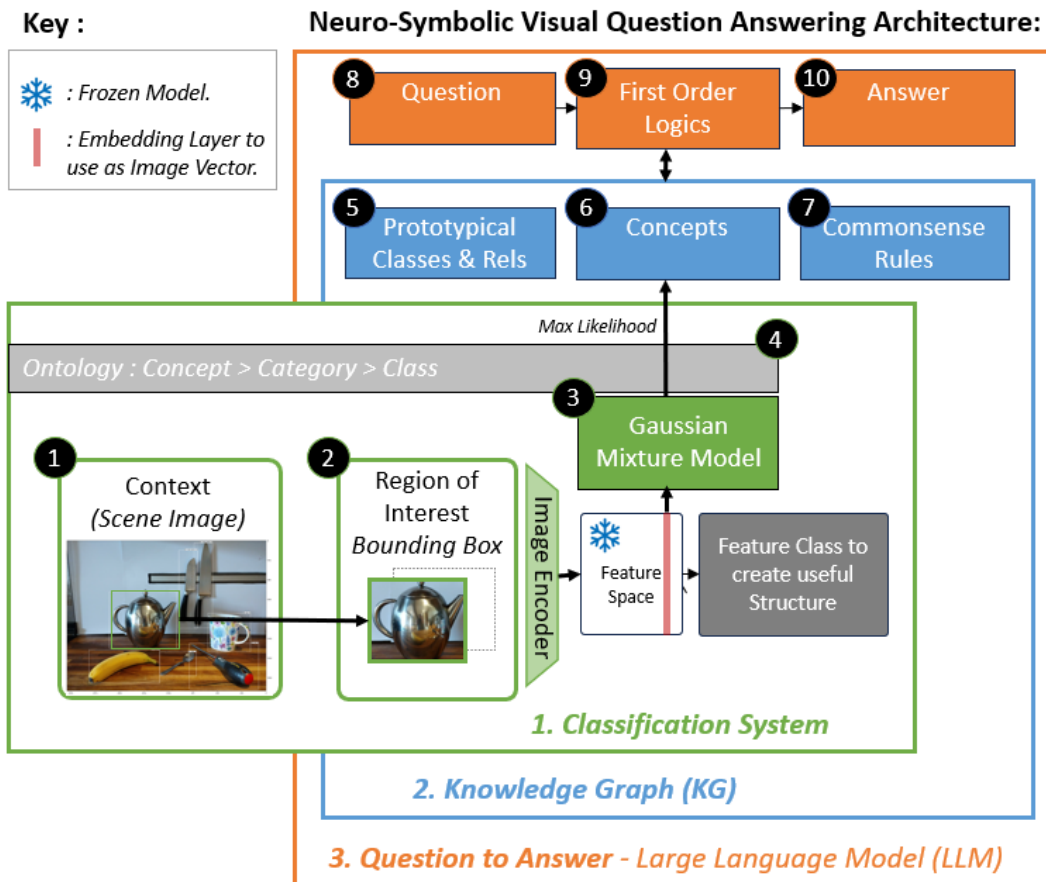 Key :
: Frozen Model.
: Embedding Layer to
use as Image Vector.
Neuro-Symbolic Visual Question Answering Architecture:
8
Question
9
First Order
Logics
10
Answer
5
Prototypical
Classes & Rels
6
Concepts
7
Commonsense
Rules
Max Likelihood
4
Ontology : Concept > Category > Class
3
Gaussian
Mixture Model
1
Context
(Scene Image)
2
Region of
Interest
Bounding Box
Image Encoder
Feature
Space
Feature Class to
create useful
Structure
1. Classification System
2. Knowledge Graph (KG)
3. Question to Answer - Large Language Model (LLM)